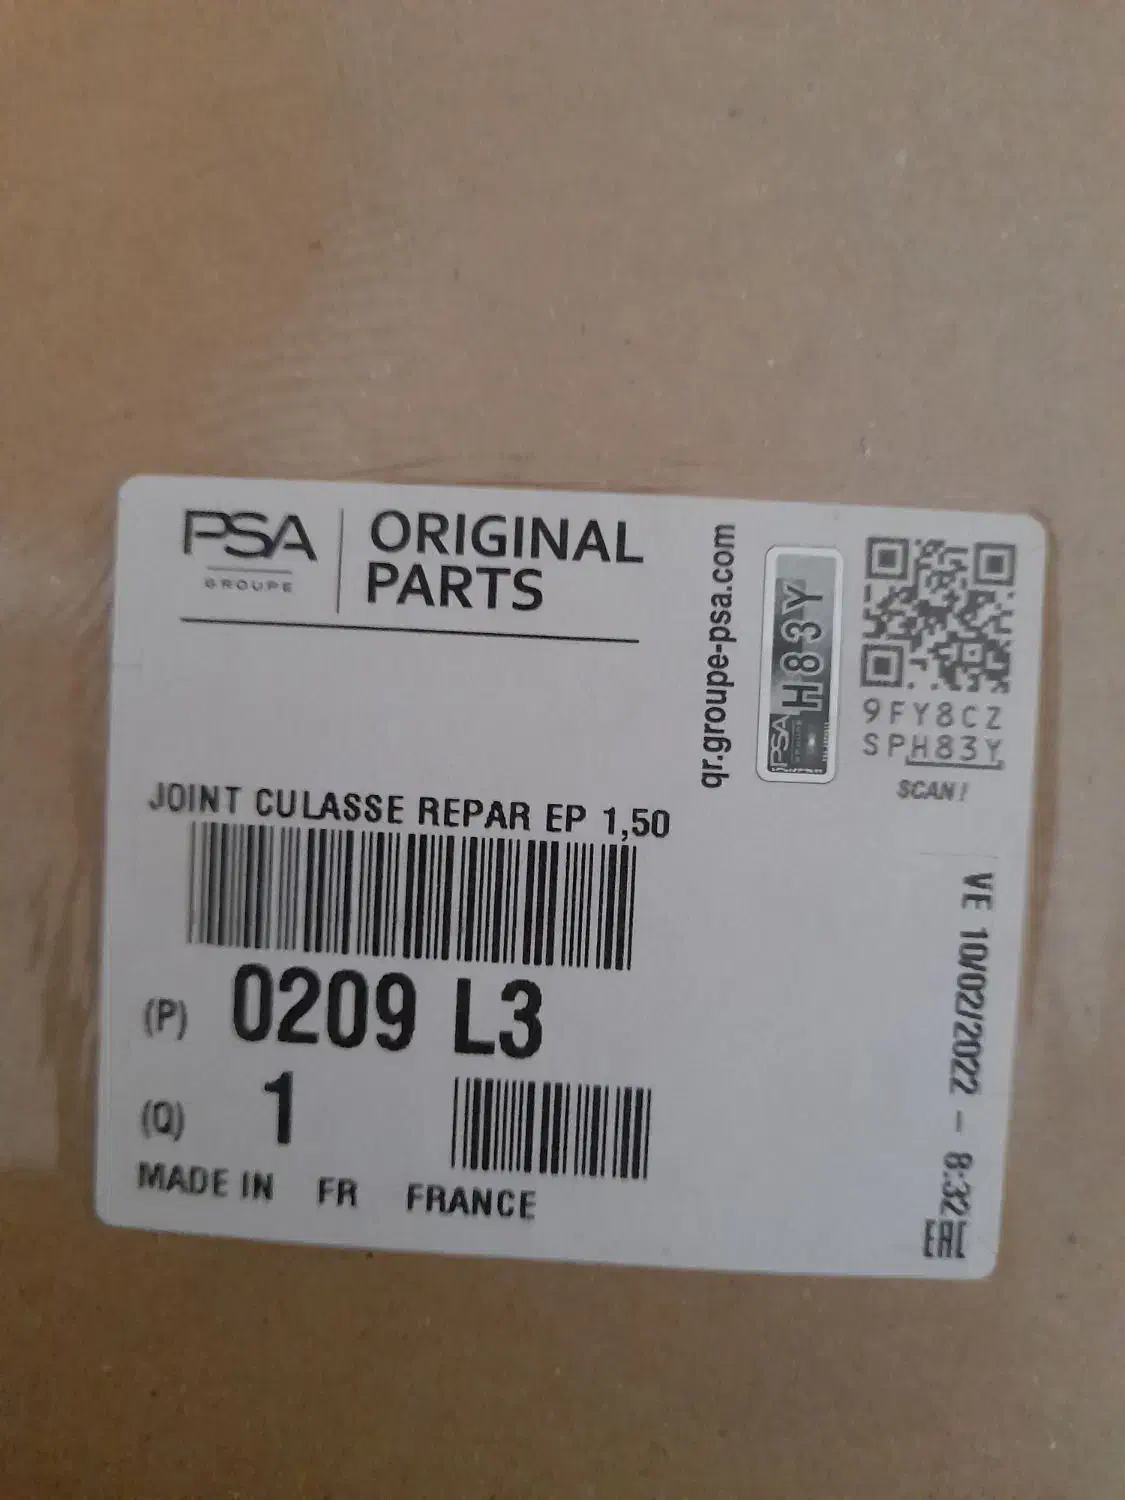 PSA
GROUPE
ORIGINAL
PARTS
qr.groupe-psa.com
H83Y
PSA
9FY8CZ
SPH83Y
SCAN!
JOINT CULASSE REPAR EP 1,50
(P) 0209 L3
(Q) 1
MADE IN FR FRANCE
VE 10/02/2022 - 8:32
EAC